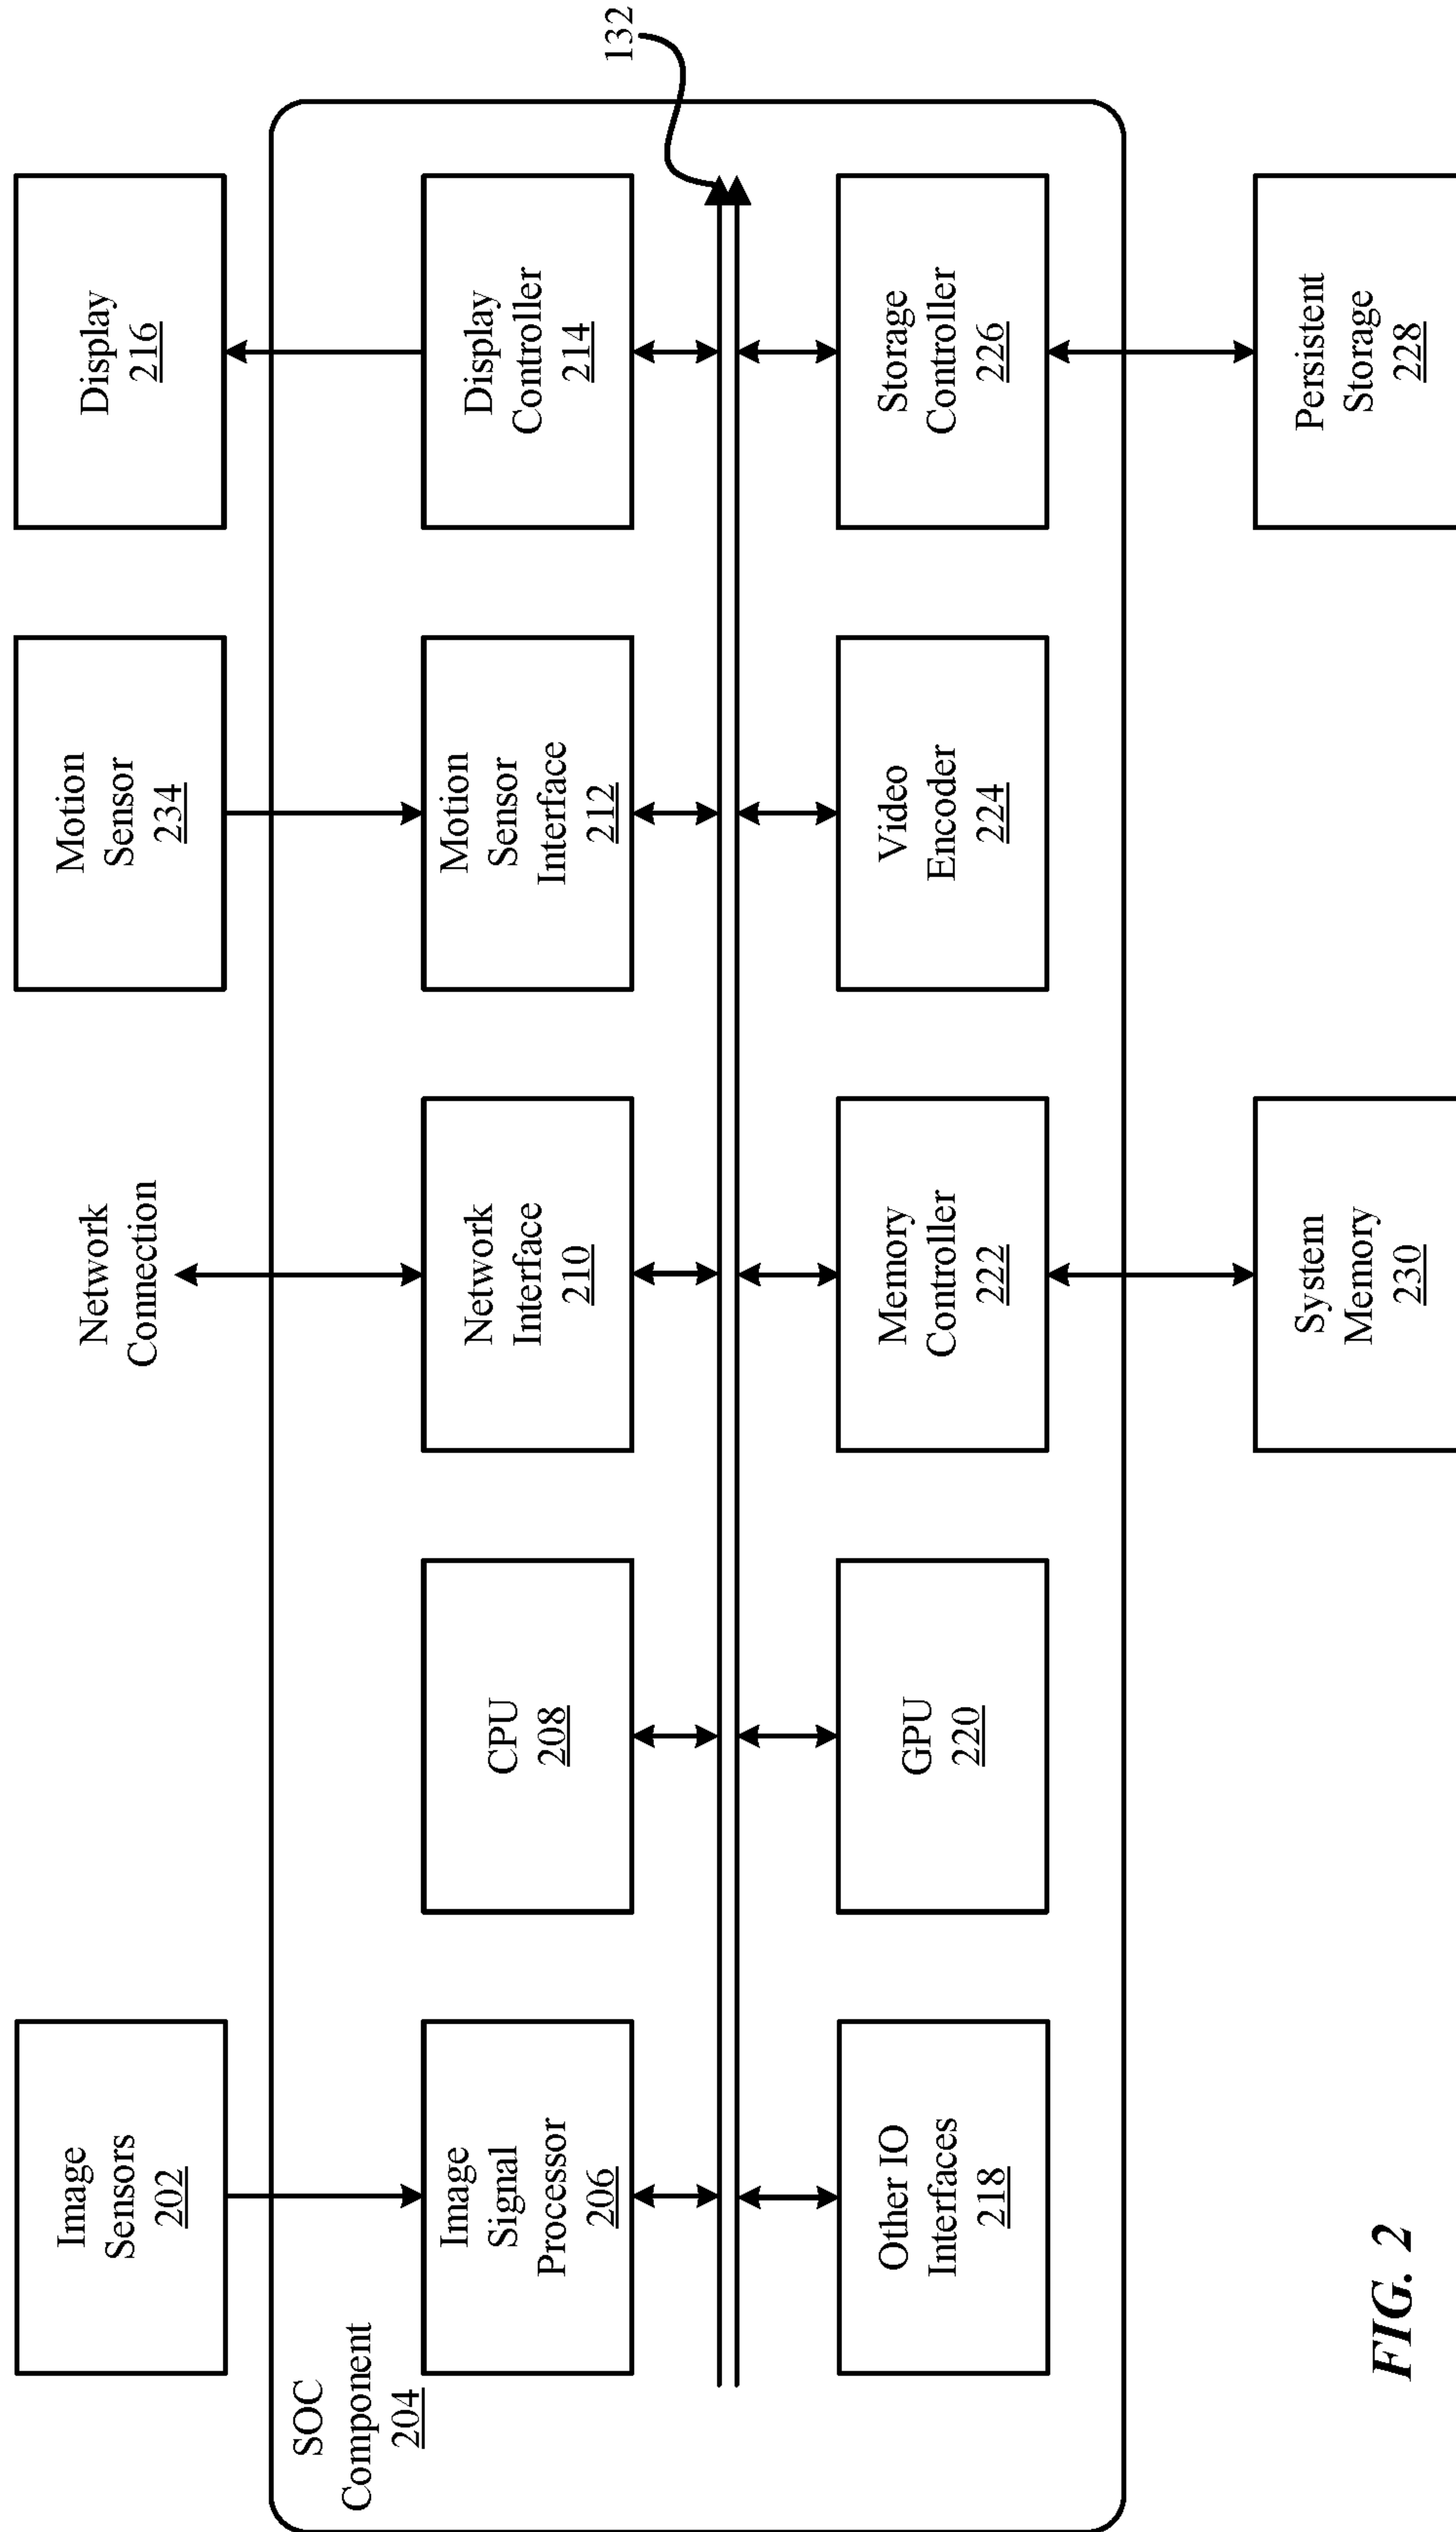 Image
Sensors
202
Network
Connection
Motion
Sensor
234
Display
216
SOC
Component
204
Image
Signal
Processor
206
CPU
208
Network
Interface
210
Motion
Sensor
Interface
212
Display
Controller
214
132
Other IO
Interfaces
218
GPU
220
Memory
Controller
222
Video
Encoder
224
Storage
Controller
226
System
Memory
230
Persistent
Storage
228
FIG. 2